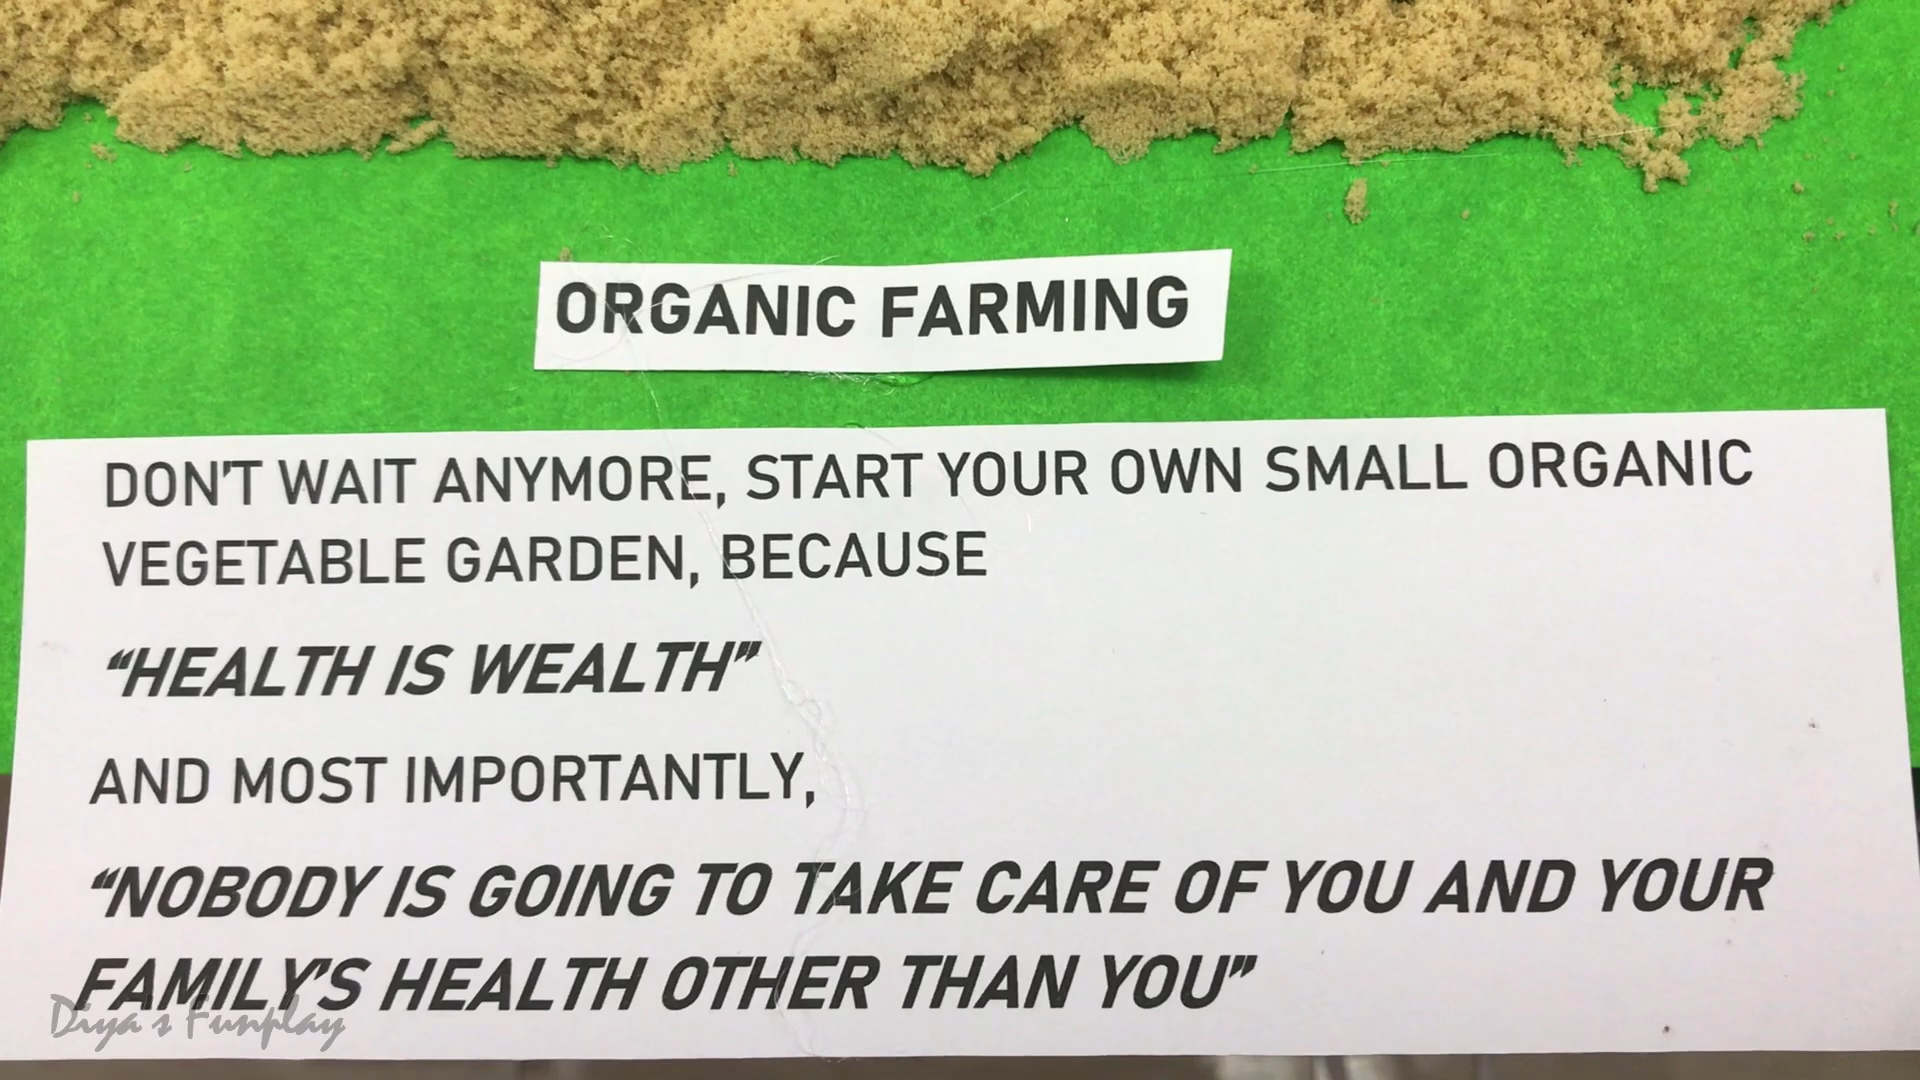 ORGANIC FARMING
DON'T WAIT ANYMORE, START YOUR OWN SMALL ORGANIC
VEGETABLE GARDEN, BECAUSE
“HEALTH IS WEALTH”
AND MOST IMPORTANTLY,
“NOBODY IS GOING TO TAKE CARE OF YOU AND YOUR
FAMILY'S HEALTH OTHER THAN YOU”
Diya's Funplay